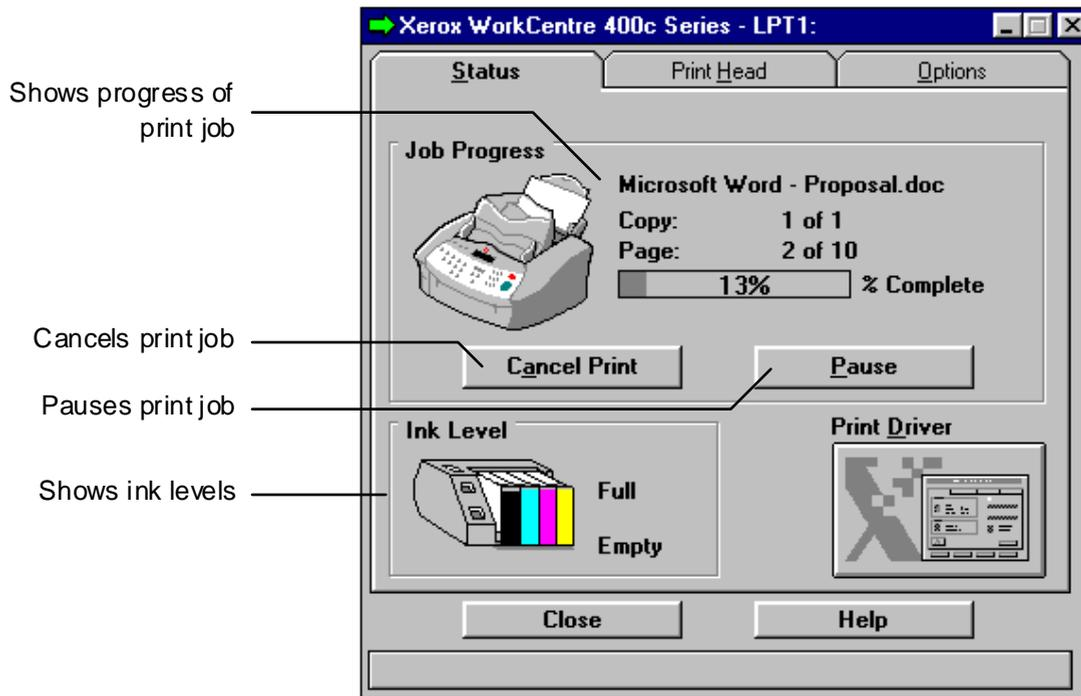 Xerox WorkCentre 400c Series - LPT1:
Status
Print Head
Options
Shows progress of
print job
Job Progress
Microsoft Word - Proposal.doc
Copy: 1 of 1
Page: 2 of 10
13% % Complete
Cancels print job
Cancel Print
Pause
Pauses print job
Ink Level
Print Driver
Shows ink levels
Full
Empty
Close
Help